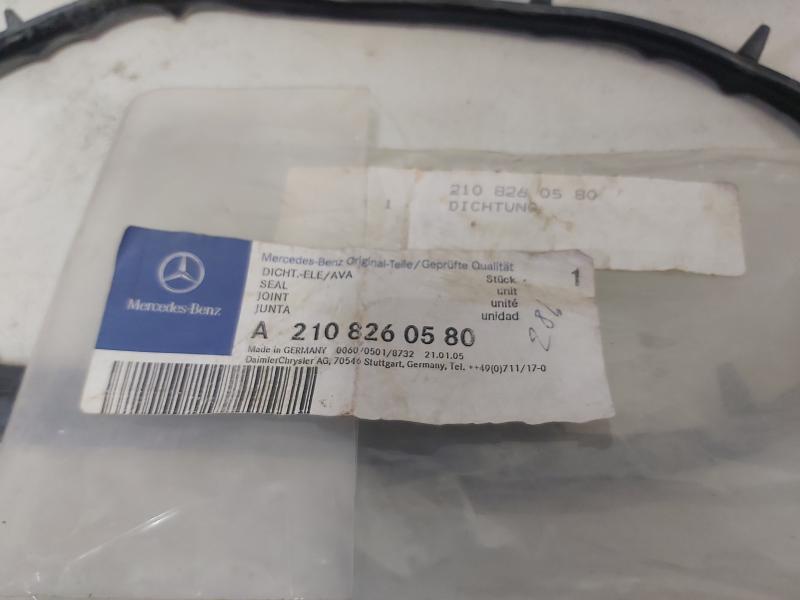 210 826 05 80
1 DICHTUNG
Mercedes-Benz Original-Teile/Geprüfte Qualität
DICHT.-ELE/AVA Stück 1
SEAL unit
JOINT unité
JUNTA unidad
Mercedes-Benz
A 210 826 05 80
286
Made in GERMANY 0060/0501/8732 21.01.05
DaimlerChrysler AG, 70546 Stuttgart, Germany, Tel. ++49(0)711/17-0